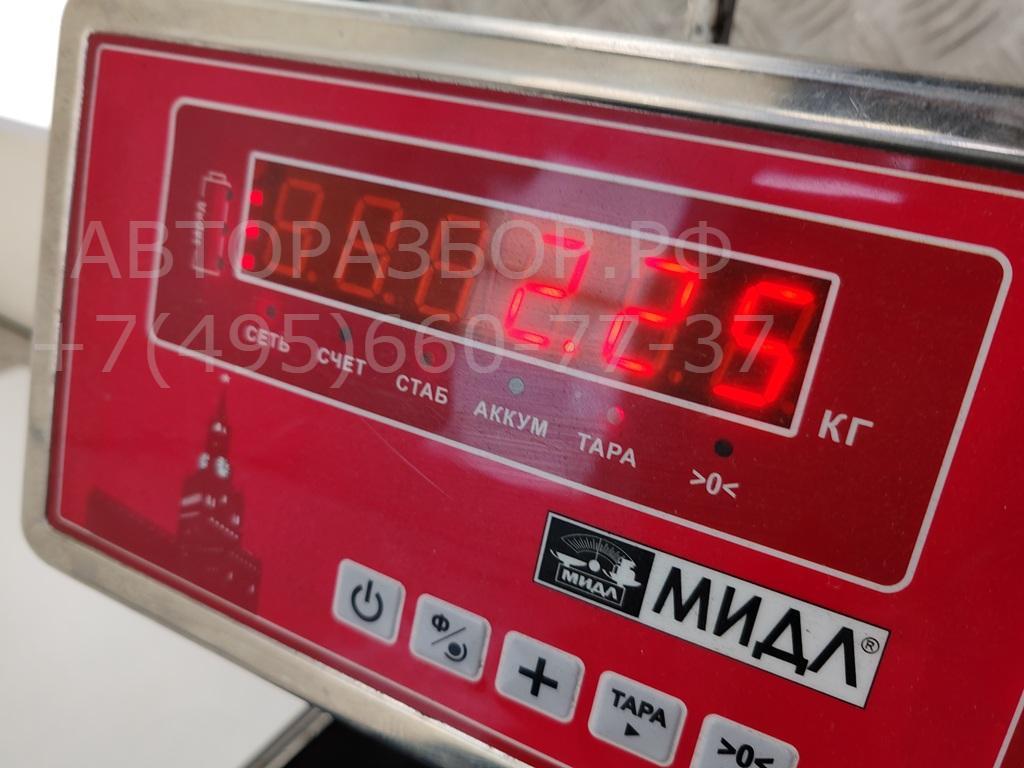 2.25
КГ
СЕТЬ СЧЕТ СТАБ АККУМ ТАРА >0<
АВТОРАЗБОР.РФ
+7(495)660-77-37
МИДЛ
МИДЛ®
Ф
+
ТАРА
>0<